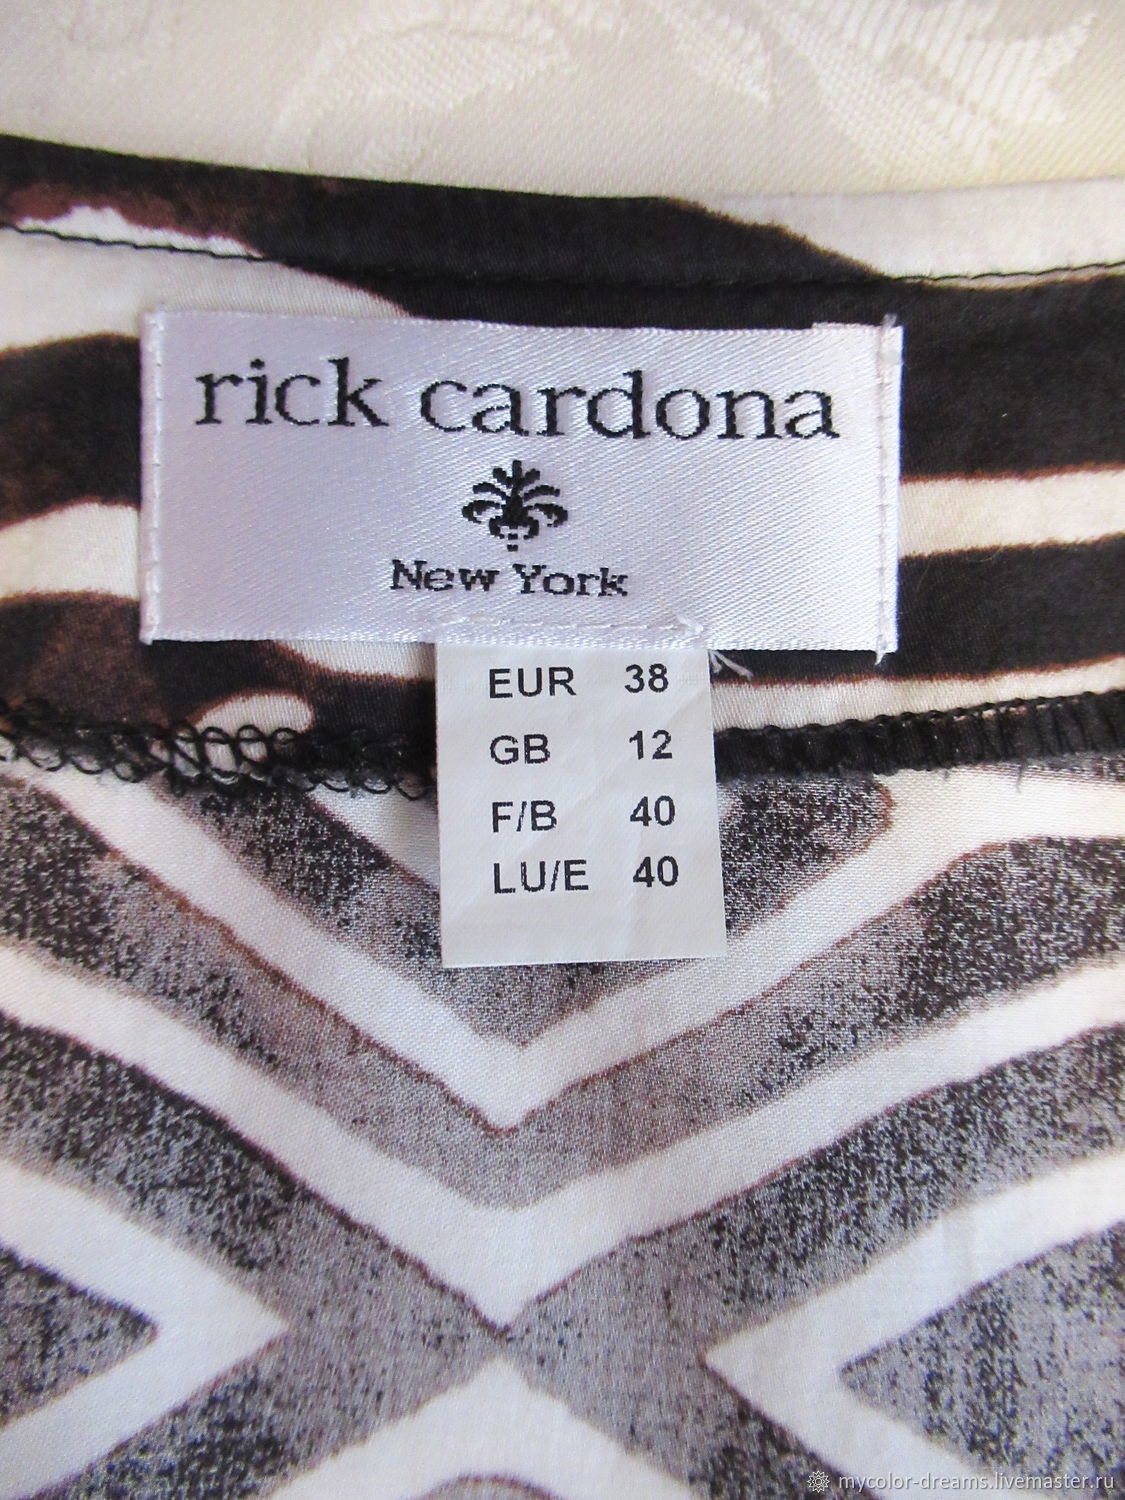 rick cardona
New York
EUR 38
GB 12
F/B 40
LU/E 40
mycolor-dreams.livemaster.ru